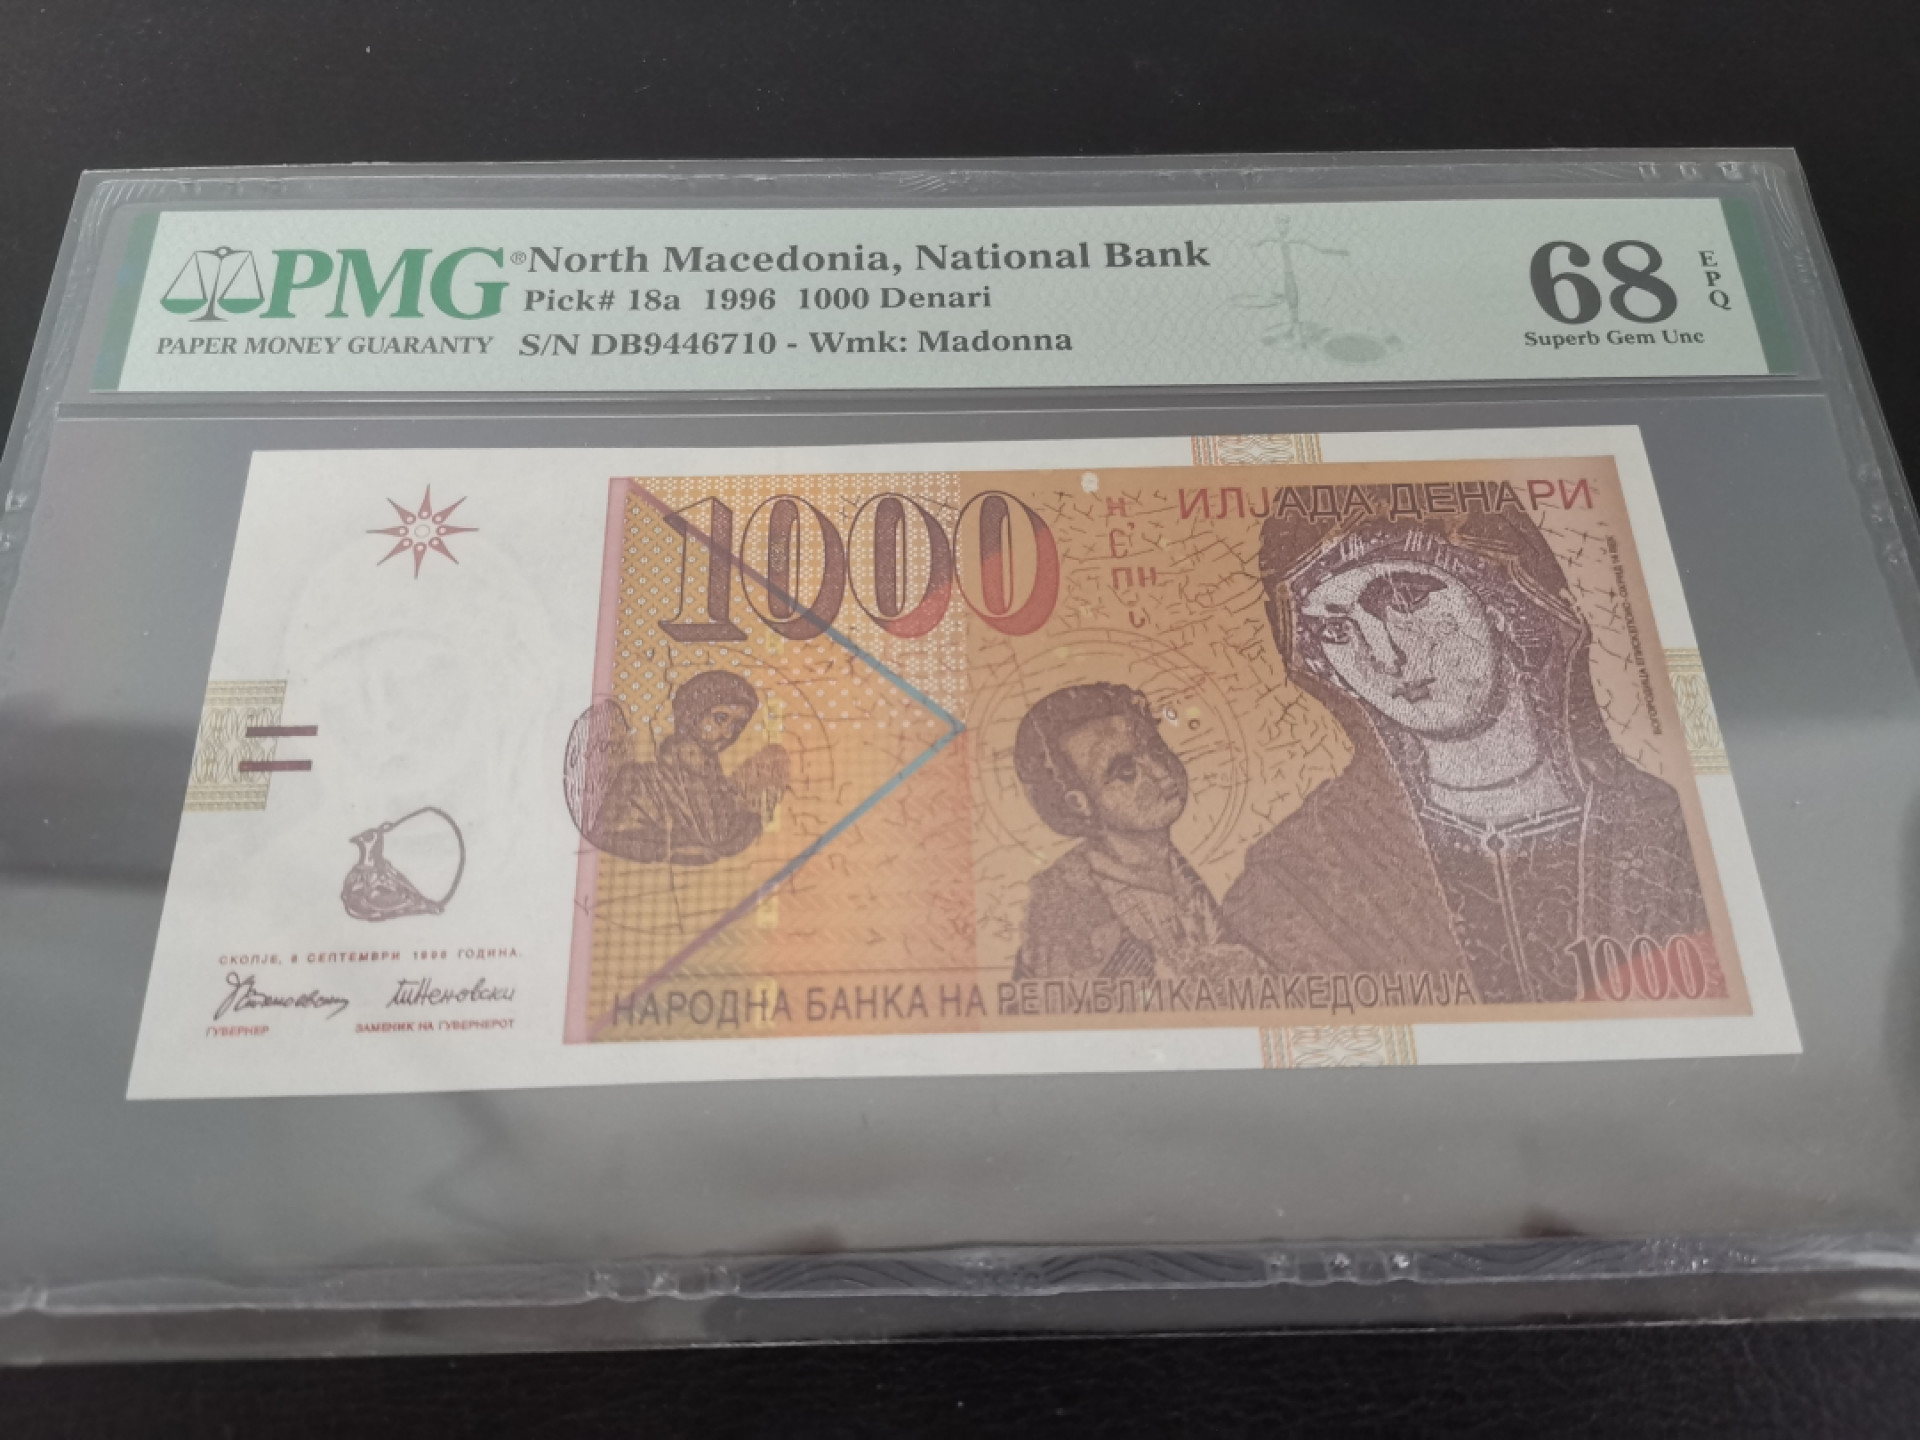 PMG®
PAPER MONEY GUARANTY
North Macedonia, National Bank
Pick# 18a 1996 1000 Denari
S/N DB9446710 - Wmk: Madonna
68
EPQ
Superb Gem Unc
1000
ИЛЈАДА ДЕНАРИ
СКОПЈЕ, 8 СЕПТЕМВРИ 1996 ГОДИНА.
ГУВЕРНЕР
ЗАМЕНИК НА ГУВЕРНЕРОТ
НАРОДНА БАНКА НА РЕПУБЛИКА МАКЕДОНИЈА
1000